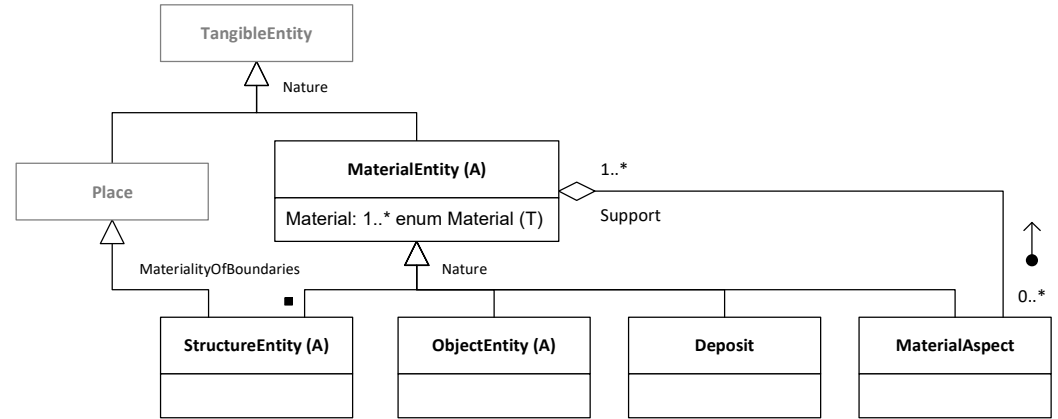 TangibleEntity
Nature
MaterialEntity (A)
1..*
Place
Material: 1..* enum Material (T)
Support
MaterialityOfBoundaries
Nature
0..*
StructureEntity (A)
ObjectEntity (A)
Deposit
MaterialAspect